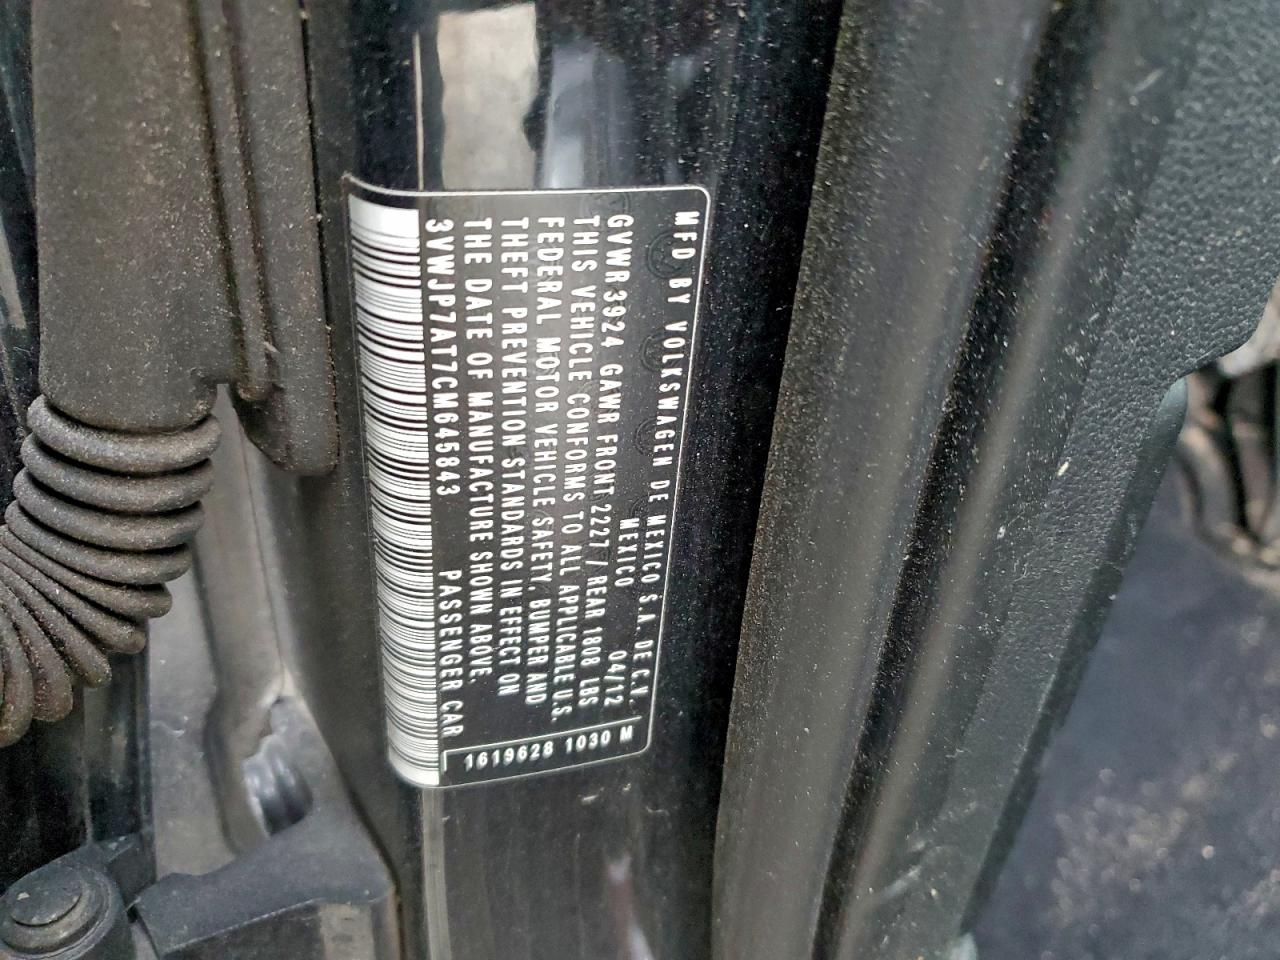 MFD BY VOLKSWAGEN DE MEXICO S.A. DE C.V.
MEXICO 04/12
GVWR3924 GAWR FRONT 2227 / REAR 1808 LBS
THIS VEHICLE CONFORMS TO ALL APPLICABLE U.S.
FEDERAL MOTOR VEHICLE SAFETY, BUMPER AND
THEFT PREVENTION STANDARDS IN EFFECT ON
THE DATE OF MANUFACTURE SHOWN ABOVE.
3VWJP7AT7CM645843 PASSENGER CAR
1619628 1030 M